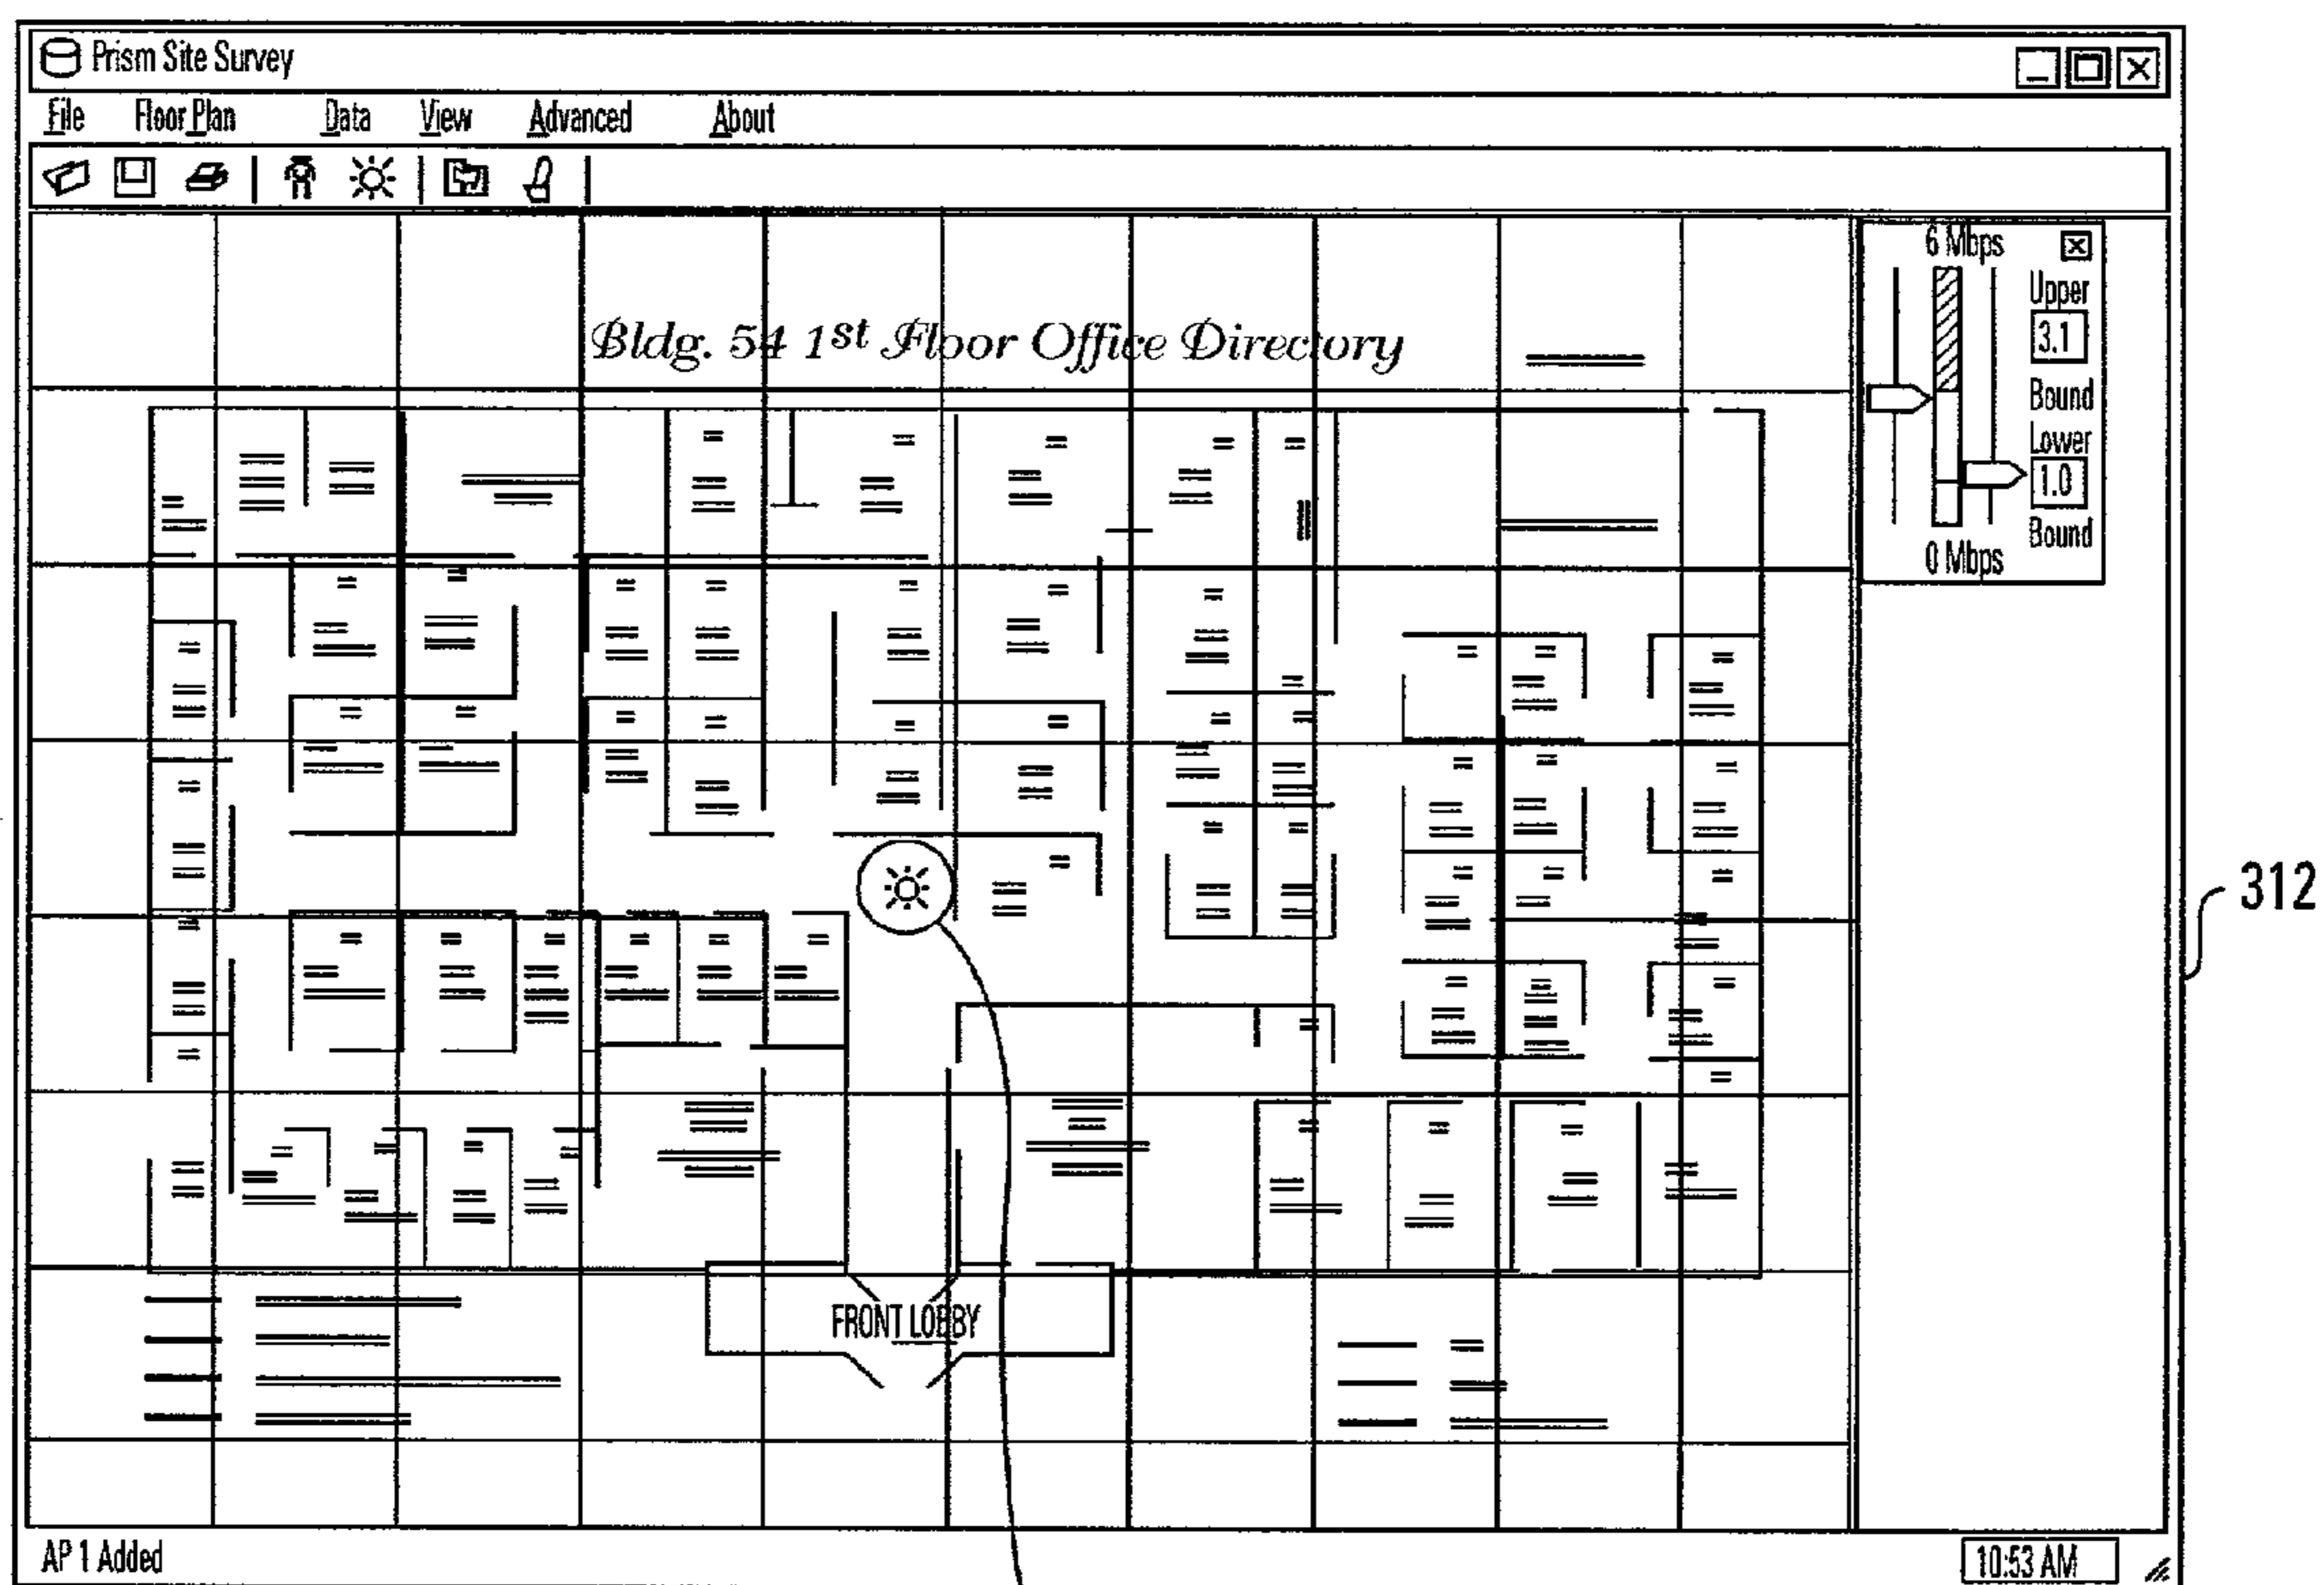 Prism Site Survey
File Floor Plan Data View Advanced About
Bldg. 54 1st Floor Office Directory
6 Mbps
Upper
3.1
Bound
Lower
1.0
Bound
0 Mbps
312
FRONT LOBBY
AP 1 Added
10:53 AM